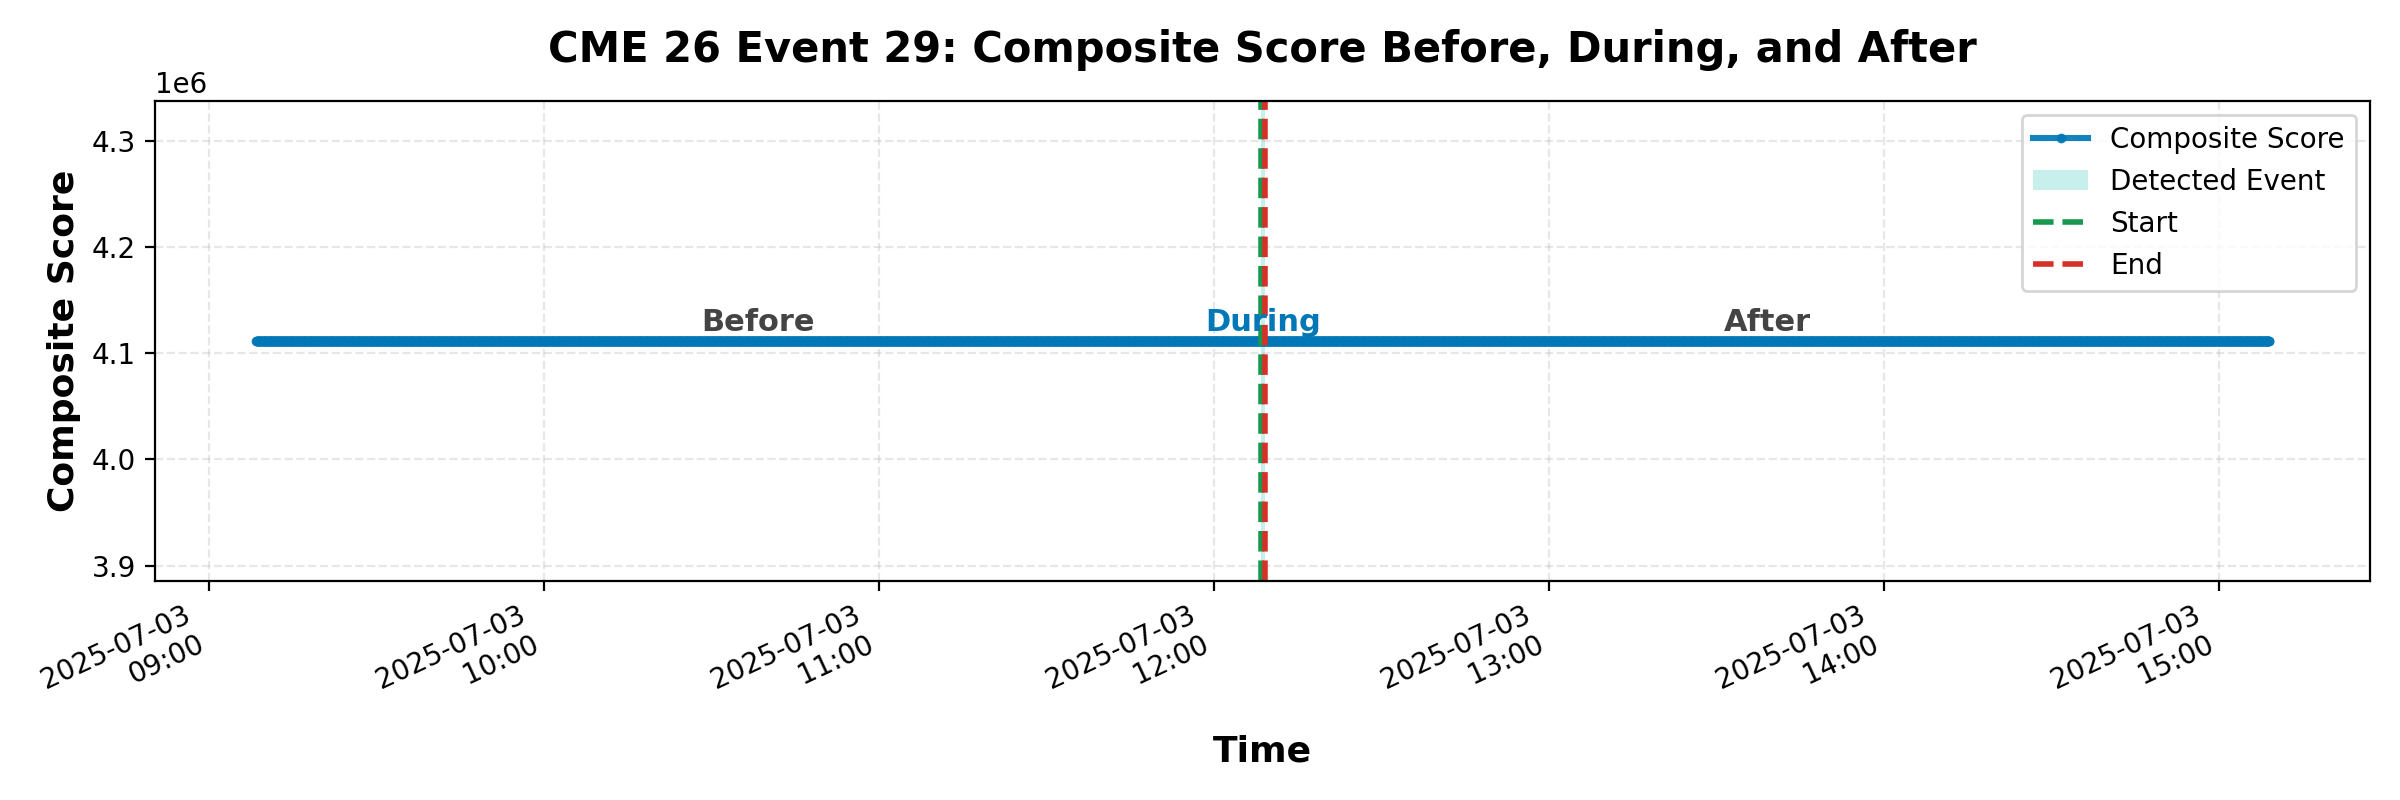 CME 26 Event 29: Composite Score Before, During, and After
1e6
4.3
4.2
4.1
4.0
3.9
Composite Score
Composite Score
Detected Event
Start
End
Before
During
After
2025-07-03
09:00
2025-07-03
10:00
2025-07-03
11:00
2025-07-03
12:00
2025-07-03
13:00
2025-07-03
14:00
2025-07-03
15:00
Time